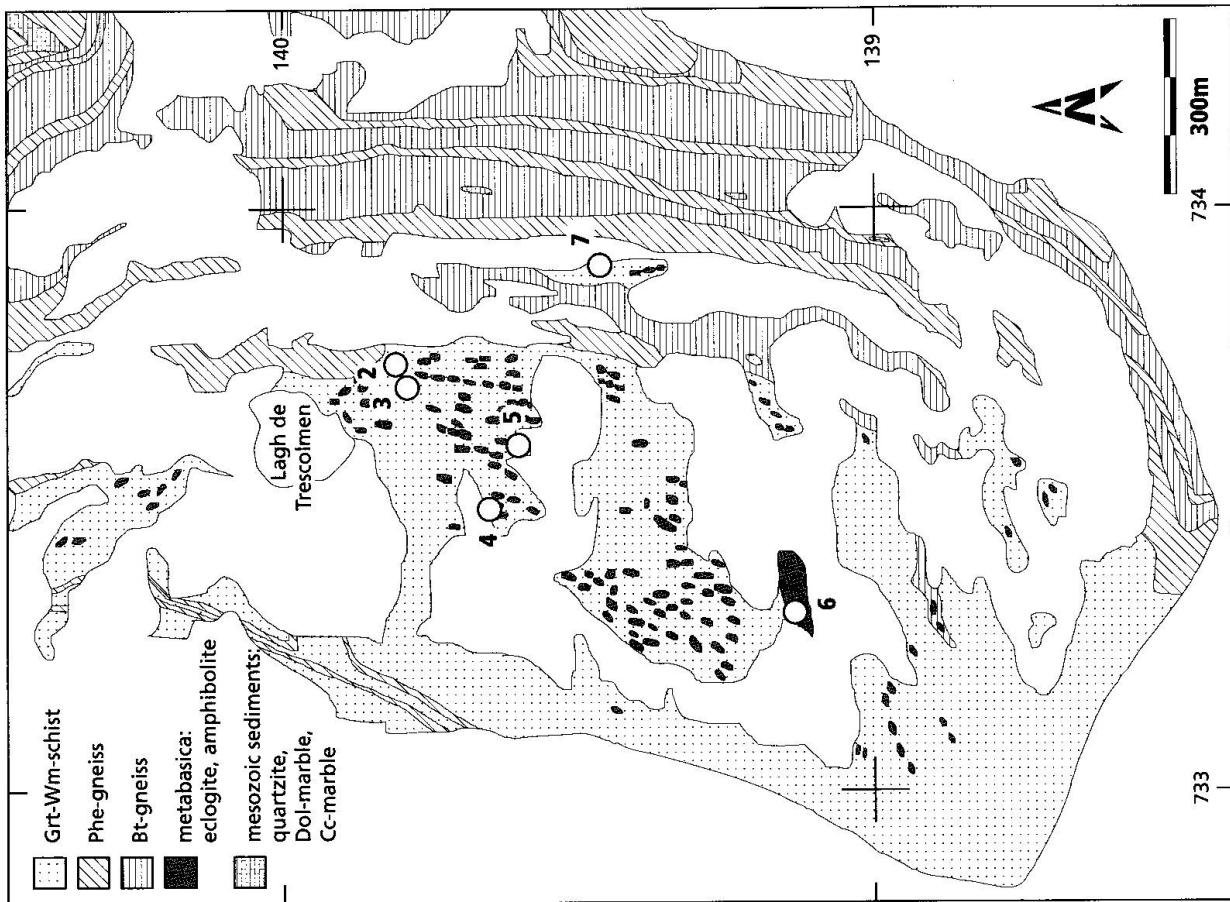 Grt-Wm-schist
Phe-gneiss
Bt-gneiss
metabasica:
eclogite, amphibolite
mesozoic sediments:
quartzite,
Dol-marble,
Cc-marble
Lagh de
Trescolmen
2
3
4
5
6
7
140
139
734
733
N
300m